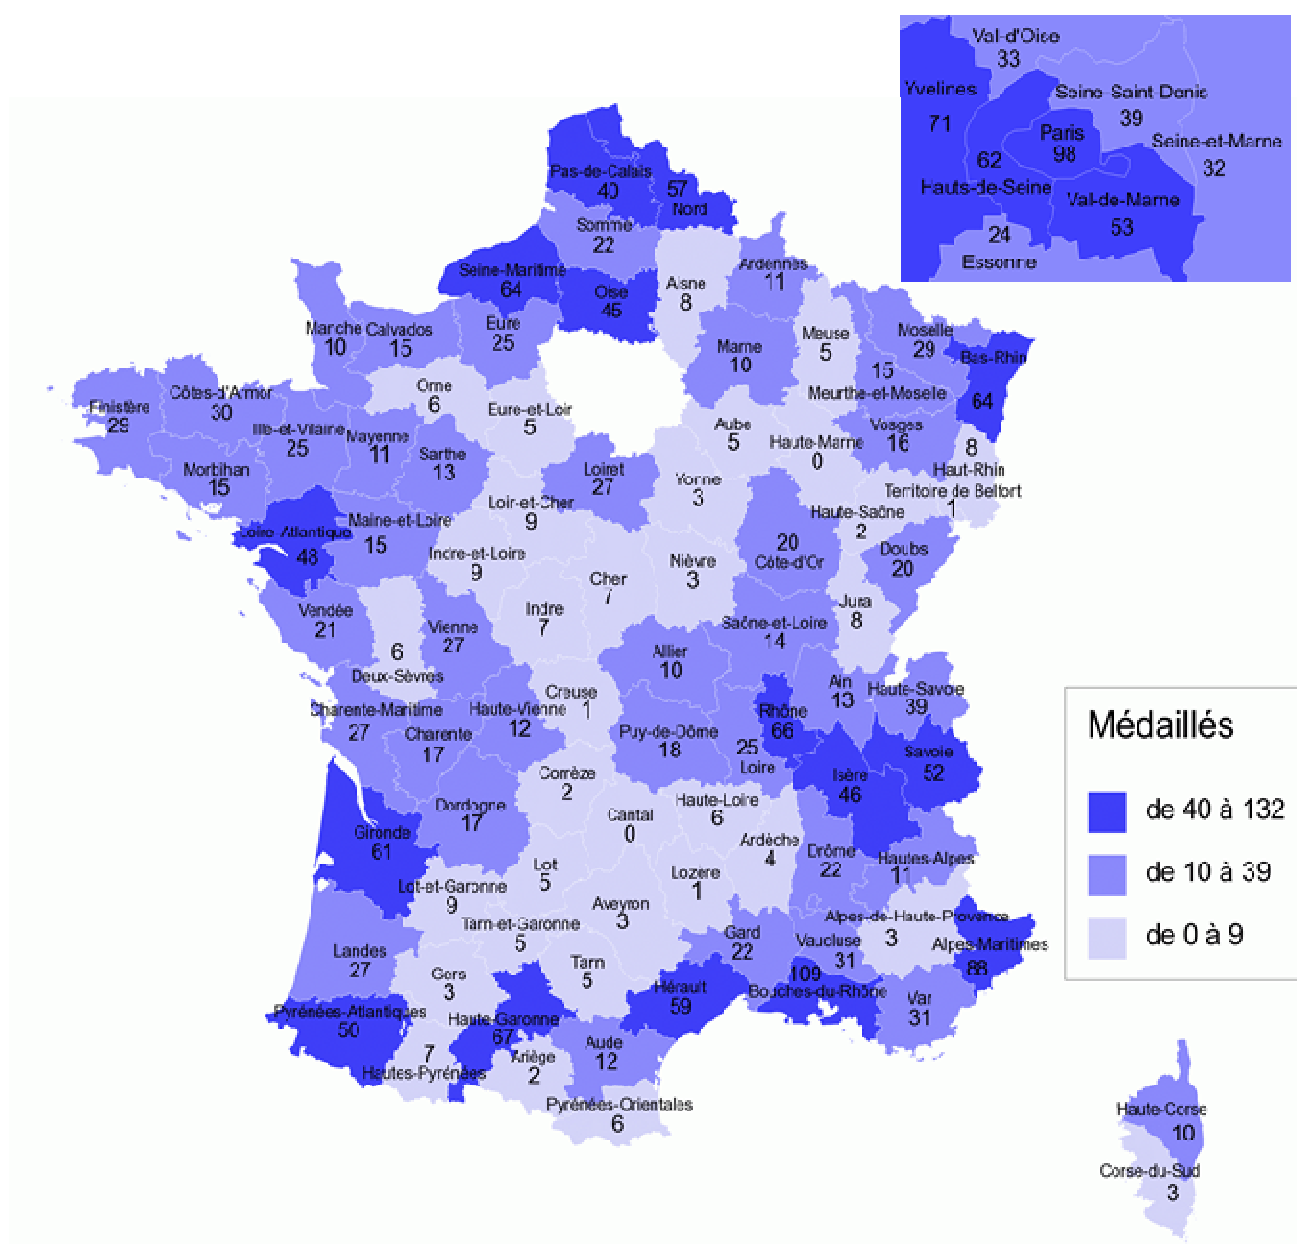 Val-d'Oise
33
Yvelines
71
Seine-Saint-Denis
39
Paris
98
Seine-et-Marne
32
62
Hauts-de-Seine
Val-de-Marne
53
24
Essonne
Pas-de-Calais
40
57
Nord
Somme
22
Seine-Maritime
64
Oise
45
Aisne
8
Ardennes
11
Marche
10
Calvados
15
Eure
25
Marne
10
Meuse
5
Moselle
29
15
Meurthe-et-Moselle
Bas-Rhin
64
Finistère
29
Côtes-d'Armor
30
Orne
6
Eure-et-Loir
5
Ille-et-Vilaine
25
Mayenne
11
Sarthe
13
Aube
5
Haute-Marne
0
Vosges
16
8
Haut-Rhin
Morbihan
15
Loiret
27
Yonne
3
Territoire de Belfort
1
Loir-et-Cher
9
Haute-Saône
2
Loire-Atlantique
48
Maine-et-Loire
15
Indre-et-Loire
9
Cher
7
Nièvre
3
20
Côte-d'Or
Doubs
20
Vendée
21
6
Deux-Sèvres
Vienne
27
Indre
7
Saône-et-Loire
14
Jura
8
Allier
10
Charente-Maritime
27
Charente
17
Haute-Vienne
12
Creuse
1
Puy-de-Dôme
18
25
Loire
Rhône
66
Ain
13
Haute-Savoie
39
Savoie
52
Isère
46
Corrèze
2
Dordogne
17
Gironde
61
Cantal
0
Haute-Loire
6
Ardèche
4
Drôme
22
Hautes-Alpes
11
Lot-et-Garonne
9
Lot
5
Lozère
1
Aveyron
3
Tarn-et-Garonne
5
Gard
22
Vaucluse
31
Alpes-de-Haute-Provence
3
Alpes-Maritimes
88
Landes
27
Gers
3
Tarn
5
Hérault
59
109
Bouches-du-Rhône
Var
31
Pyrénées-Atlantiques
50
7
Hautes-Pyrénées
Haute-Garonne
67
Ariège
2
Aude
12
Pyrénées-Orientales
6
Haute-Corse
10
Corse-du-Sud
3
Médaillés
de 40 à 132
de 10 à 39
de 0 à 9